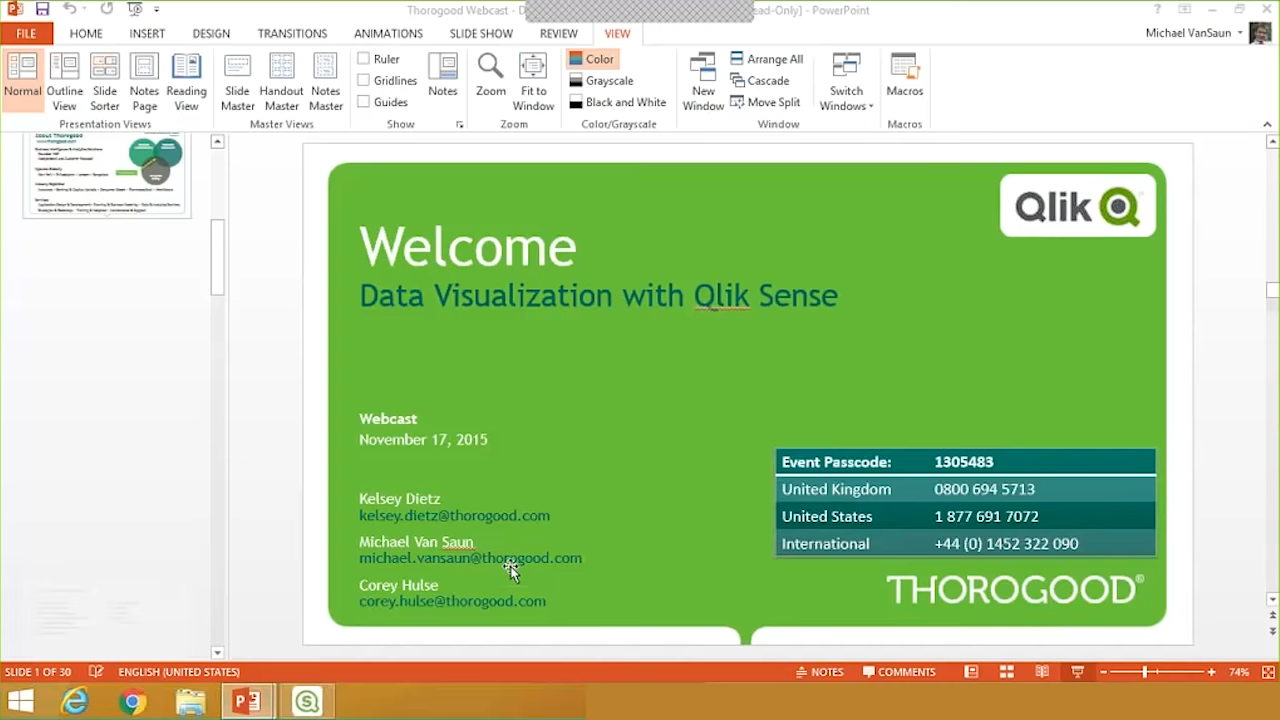 Thorogood Webcast - D
ead-Only] - PowerPoint
FILE HOME INSERT DESIGN TRANSITIONS ANIMATIONS SLIDE SHOW REVIEW VIEW Michael VanSaun
Normal Outline View Slide Sorter Notes Page Reading View
Presentation Views
Slide Master Handout Master Notes Master
Master Views
Ruler
Gridlines
Guides
Notes
Show
Zoom Fit to Window
Zoom
Color
Grayscale
Black and White
Color/Grayscale
New Window
Arrange All
Cascade
Move Split
Switch Windows
Window
Macros
Macros
About Thorogood
Qlik
Welcome
Data Visualization with Qlik Sense
Webcast
November 17, 2015
Kelsey Dietz
kelsey.dietz@thorogood.com
Michael Van Saun
michael.vansaun@thorogood.com
Corey Hulse
corey.hulse@thorogood.com
Event Passcode: 1305483
United Kingdom 0800 694 5713
United States 1 877 691 7072
International +44 (0) 1452 322 090
THOROGOOD®
SLIDE 1 OF 30 ENGLISH (UNITED STATES) NOTES COMMENTS 74%